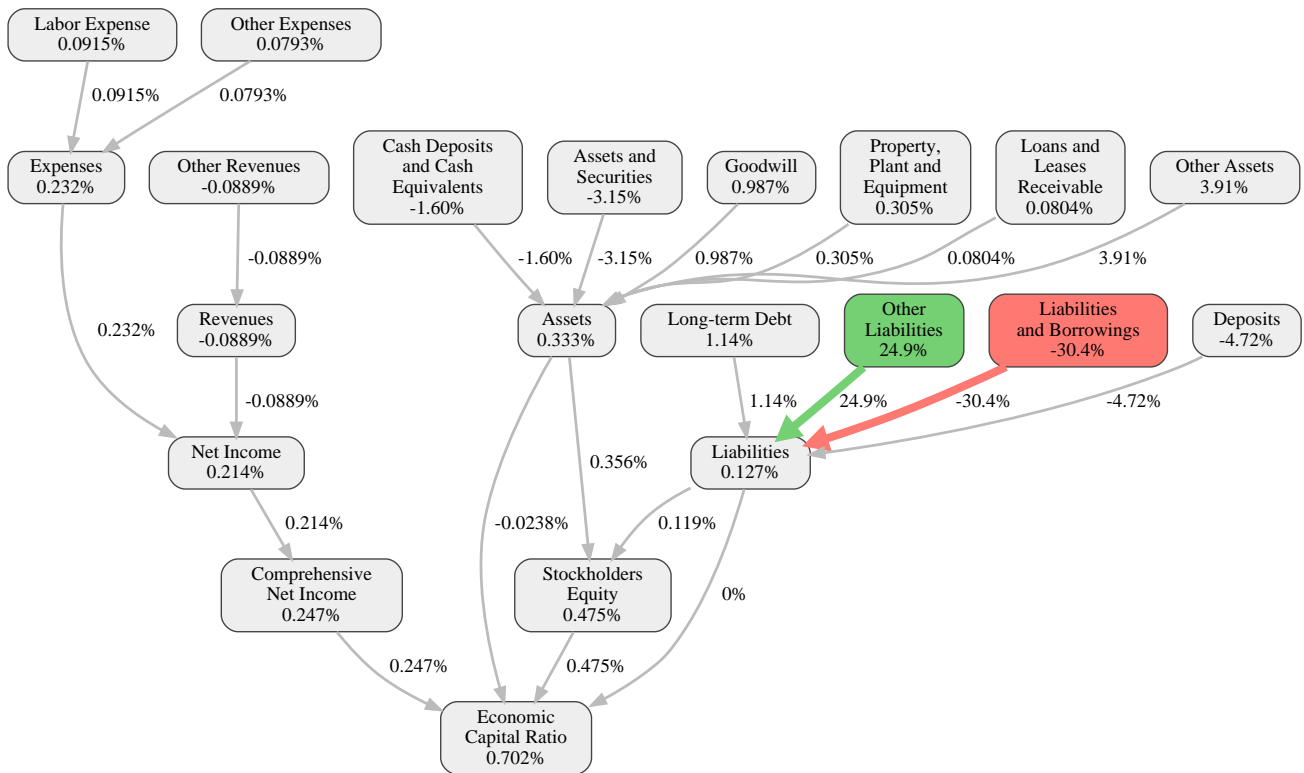 Labor Expense
0.0915%
Other Expenses
0.0793%
0.0915%
0.0793%
Expenses
0.232%
Other Revenues
-0.0889%
Cash Deposits
and Cash
Equivalents
-1.60%
Assets and
Securities
-3.15%
Goodwill
0.987%
Property,
Plant and
Equipment
0.305%
Loans and
Leases
Receivable
0.0804%
Other Assets
3.91%
-0.0889%
-1.60%
-3.15%
0.987%
0.305%
0.0804%
3.91%
0.232%
Revenues
-0.0889%
Assets
0.333%
Long-term Debt
1.14%
Other
Liabilities
24.9%
Liabilities
and Borrowings
-30.4%
Deposits
-4.72%
-0.0889%
1.14%
24.9%
-30.4%
-4.72%
Net Income
0.214%
0.356%
Liabilities
0.127%
0.214%
-0.0238%
0.119%
Comprehensive
Net Income
0.247%
Stockholders
Equity
0.475%
0%
0.247%
0.475%
Economic
Capital Ratio
0.702%